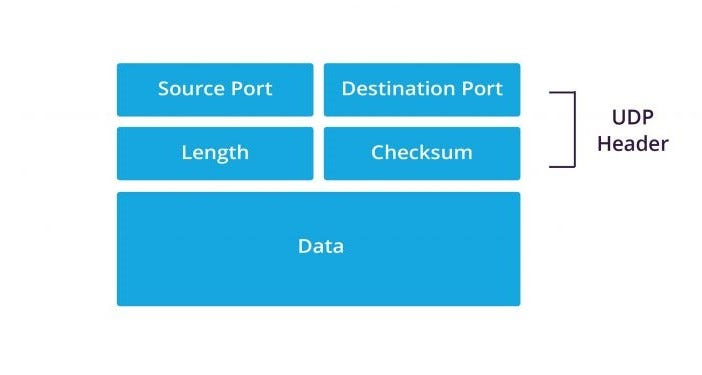 Source Port
Destination Port
Length
Checksum
UDP
Header
Data